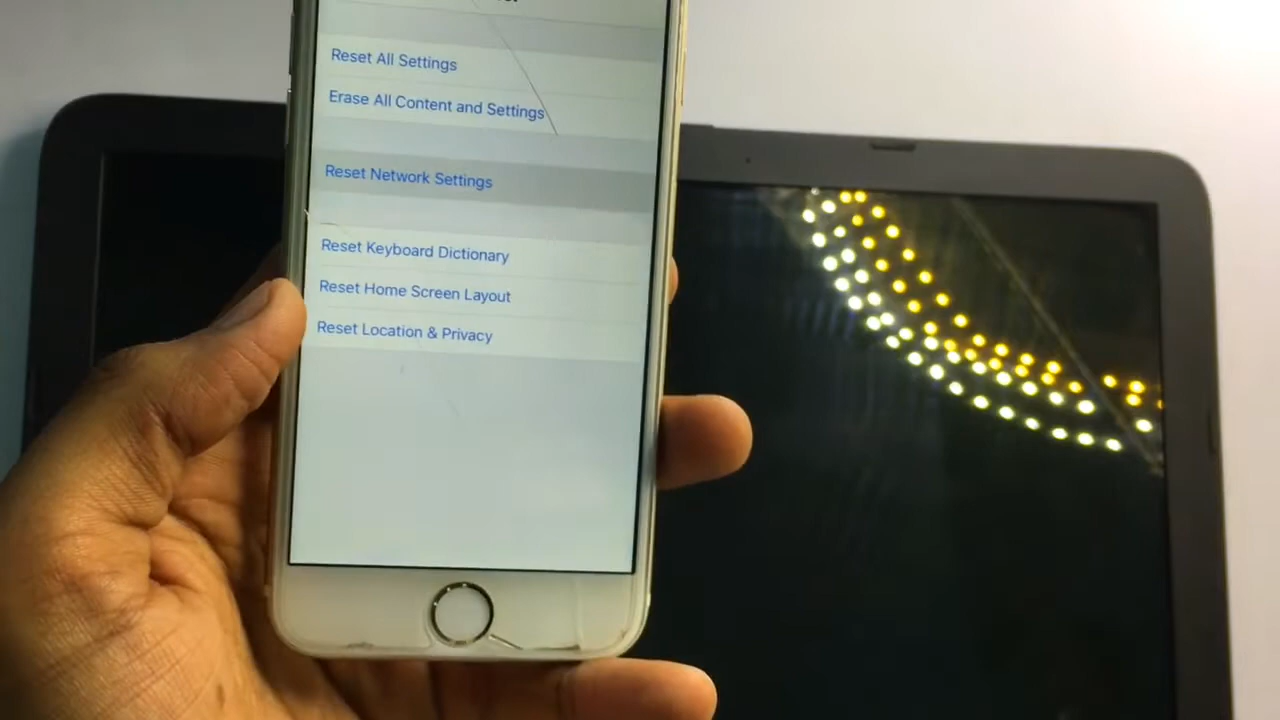 Reset All Settings
Erase All Content and Settings
Reset Network Settings
Reset Keyboard Dictionary
Reset Home Screen Layout
Reset Location & Privacy